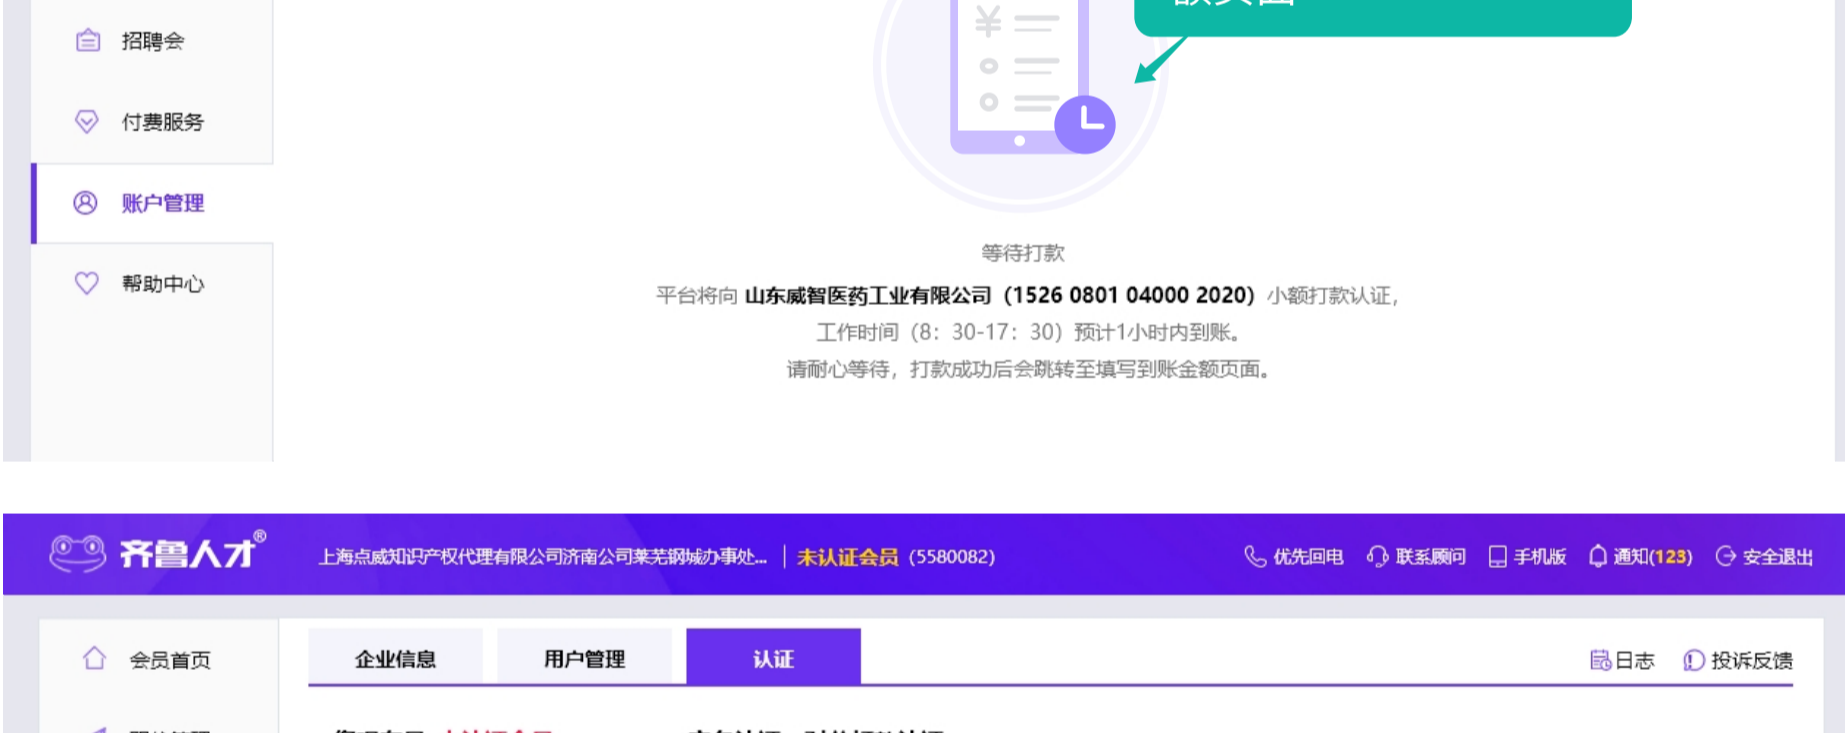 额页面
招聘会
付费服务
账户管理
帮助中心
等待打款
平台将向 山东威智医药工业有限公司（1526 0801 04000 2020）小额打款认证，
工作时间（8：30-17：30）预计1小时内到账。
请耐心等待，打款成功后会跳转至填写到账金额页面。
齐鲁人才® 上海点威知识产权代理有限公司济南公司莱芜钢城办事处... | 未认证会员 (5580082) 优先回电 联系顾问 手机版 通知(123) 安全退出
会员首页 企业信息 用户管理 认证 日志 投诉反馈